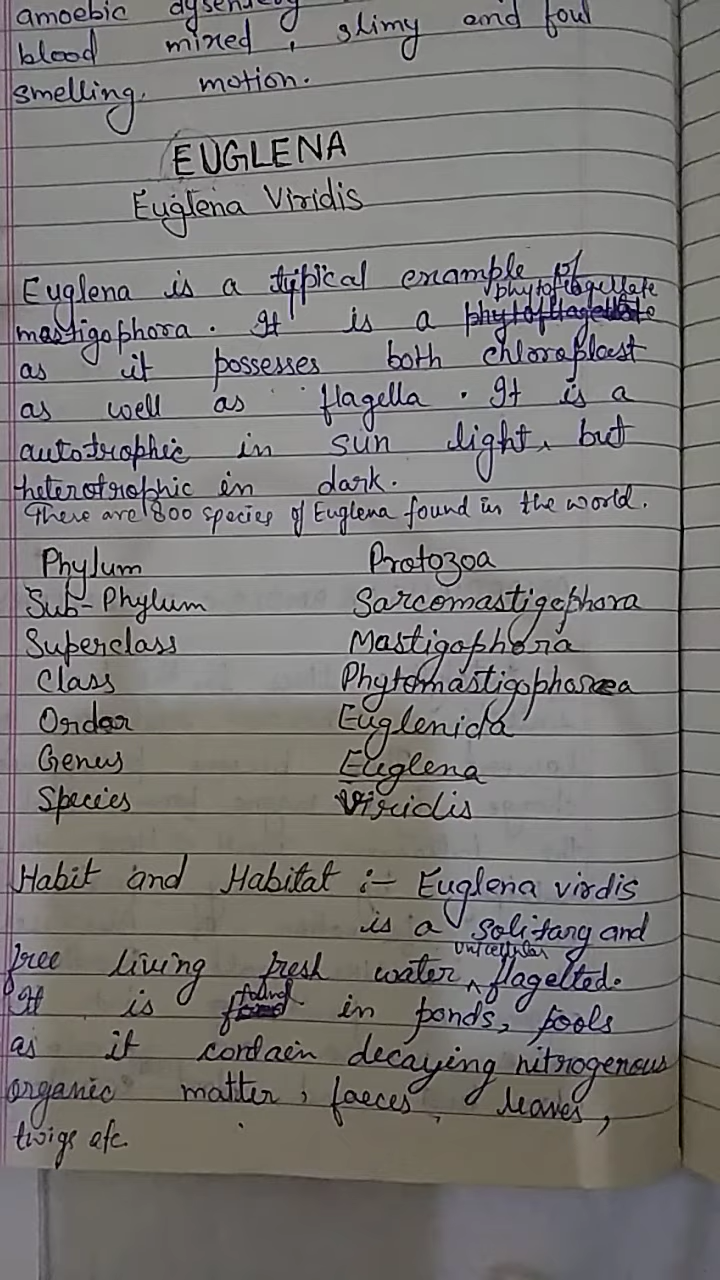 amoebic dysentery
blood mixed, slimy and foul
smelling, motion.
EUGLENA
Euglena Viridis
Euglena is a typical example of
phytoflagellate
mastigophora. It is a phytoflagellate
as it possesses both chloroplast
as well as flagella. It is a
autotrophic in sun light, but
heterotrophic in dark.
There are 800 species of Euglena found in the world.
Phylum Protozoa
Sub-Phylum Sarcomastigophora
Superclass Mastigophora
Class Phytomastigophorea
Order Euglenida
Genus Euglena
Species Viridis
Habit and Habitat :- Euglena virdis
is a solitang and
unicellular
free living fresh water ^ flagelted.
found
It is in ponds, pools
as it contain decaying nitrogenous
organic matter, faeces, leaves,
twigs etc.